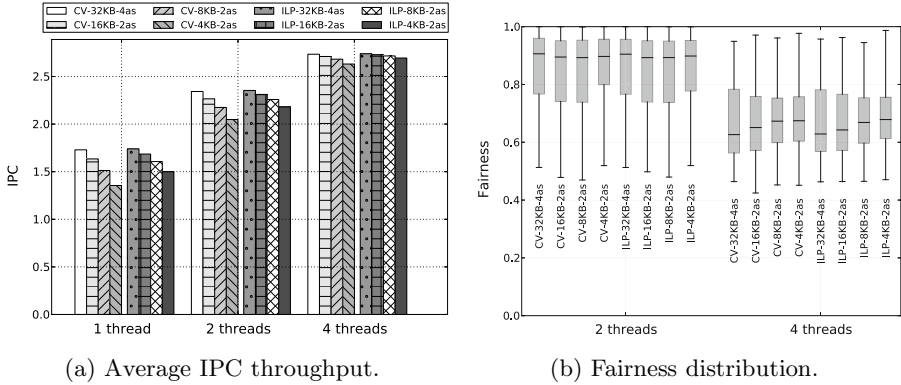 CV-32KB-4as CV-8KB-2as ILP-32KB-4as ILP-8KB-2as
CV-16KB-2as CV-4KB-2as ILP-16KB-2as ILP-4KB-2as
2.5
2.0
1.5
1.0
0.5
0.0
IPC
1 thread 2 threads 4 threads
(a) Average IPC throughput.
1.0
0.8
0.6
0.4
0.2
0.0
Fairness
CV-32KB-4as
CV-16KB-2as
CV-8KB-2as
CV-4KB-2as
ILP-32KB-4as
ILP-16KB-2as
ILP-8KB-2as
ILP-4KB-2as
CV-32KB-4as
CV-16KB-2as
CV-8KB-2as
CV-4KB-2as
ILP-32KB-4as
ILP-16KB-2as
ILP-8KB-2as
ILP-4KB-2as
2 threads 4 threads
(b) Fairness distribution.